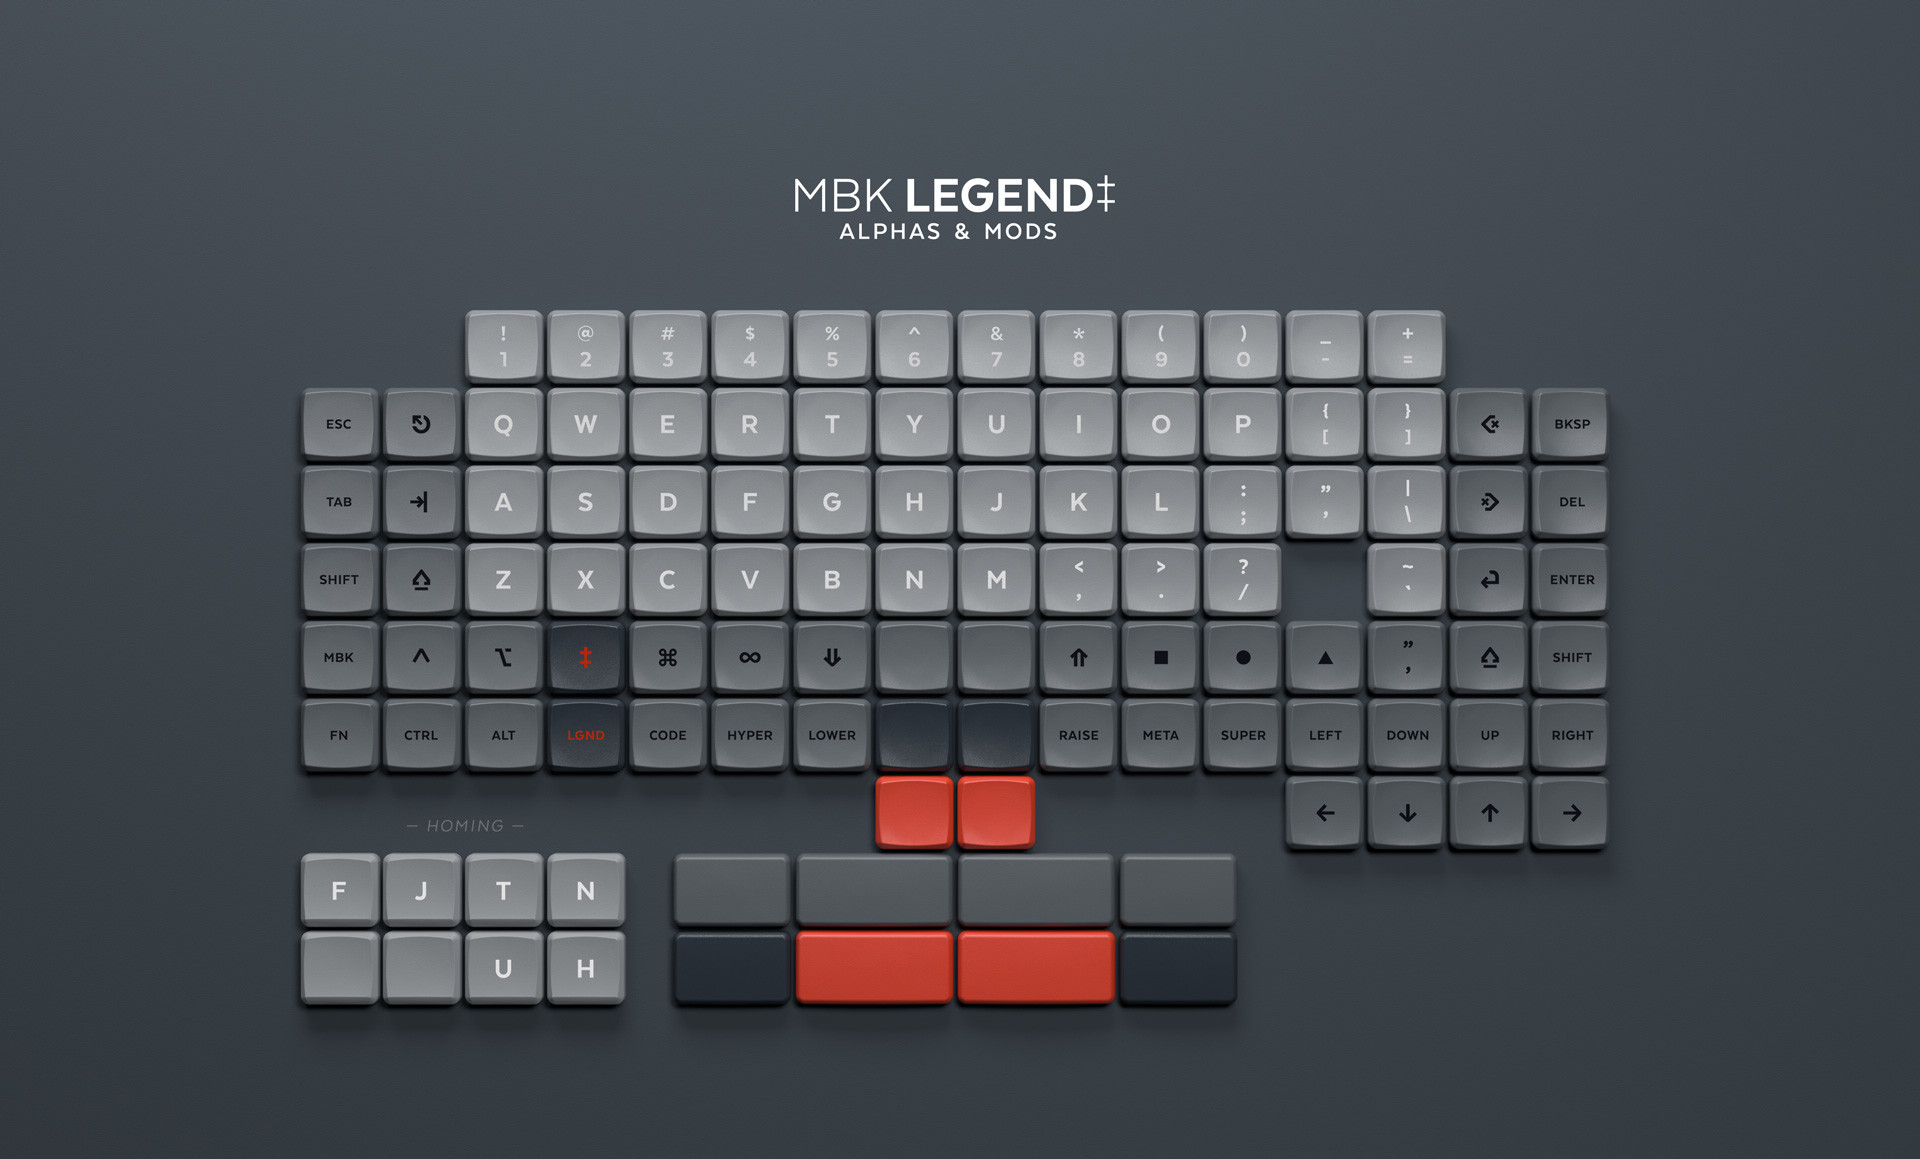 MBK LEGEND‡
ALPHAS & MODS
! @ # $ % ^ & * ( ) _ +
1 2 3 4 5 6 7 8 9 0 - =
ESC Q W E R T Y U I O P { } BKSP
[ ]
TAB A S D F G H J K L : ” | DEL
; ’ \
SHIFT Z X C V B N M < > ? ~ ENTER
, . / `
MBK ^ ⌥ ‡ ⌘ ∞ ⇓ ⇑ ■ ● ▲ ” SHIFT
,
FN CTRL ALT LGND CODE HYPER LOWER RAISE META SUPER LEFT DOWN UP RIGHT
← ↓ ↑ →
— HOMING —
F J T N
U H